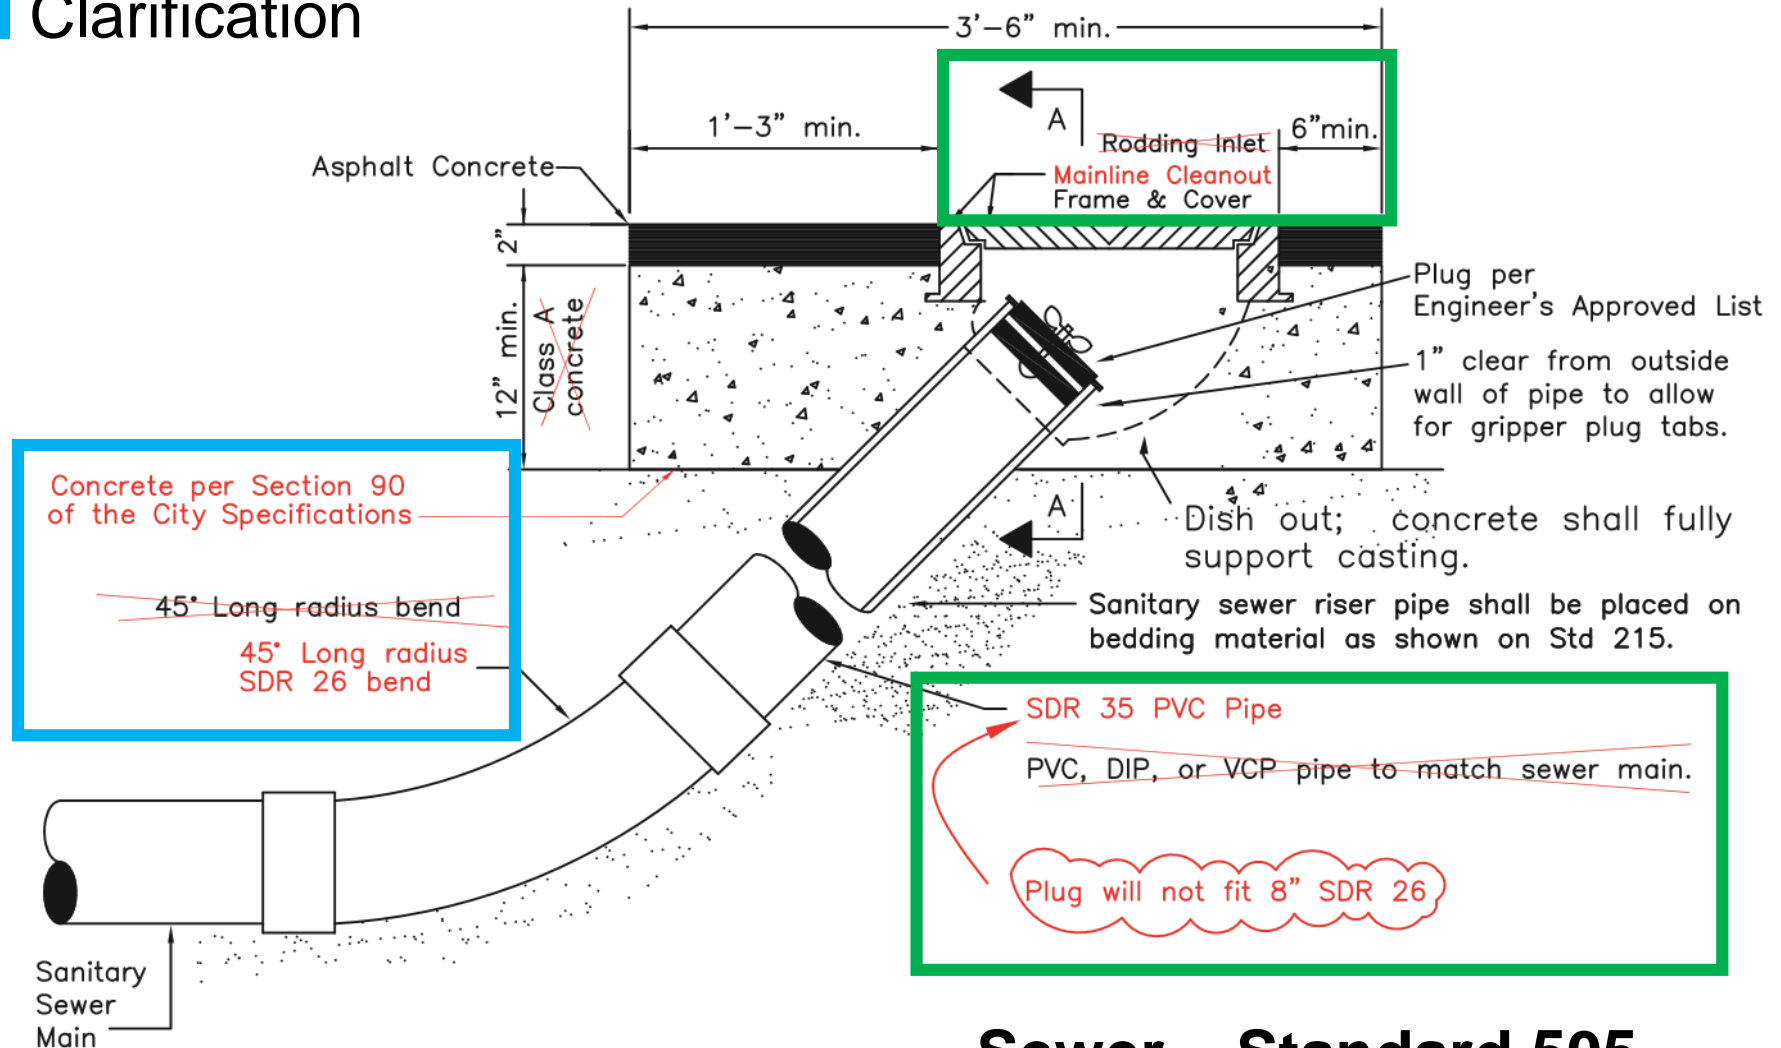 Clarification
3'-6" min.
1'-3" min.
A
Rodding Inlet
6"min.
Mainline Cleanout
Frame & Cover
Asphalt Concrete
2"
12" min.
Class A
concrete
Plug per
Engineer's Approved List
1" clear from outside
wall of pipe to allow
for gripper plug tabs.
Concrete per Section 90
of the City Specifications
A
Dish out; concrete shall fully
support casting.
45° Long radius bend
45° Long radius
SDR 26 bend
Sanitary sewer riser pipe shall be placed on
bedding material as shown on Std 215.
SDR 35 PVC Pipe
PVC, DIP, or VCP pipe to match sewer main.
Plug will not fit 8" SDR 26
Sanitary
Sewer
Main
Sewer Standard 505